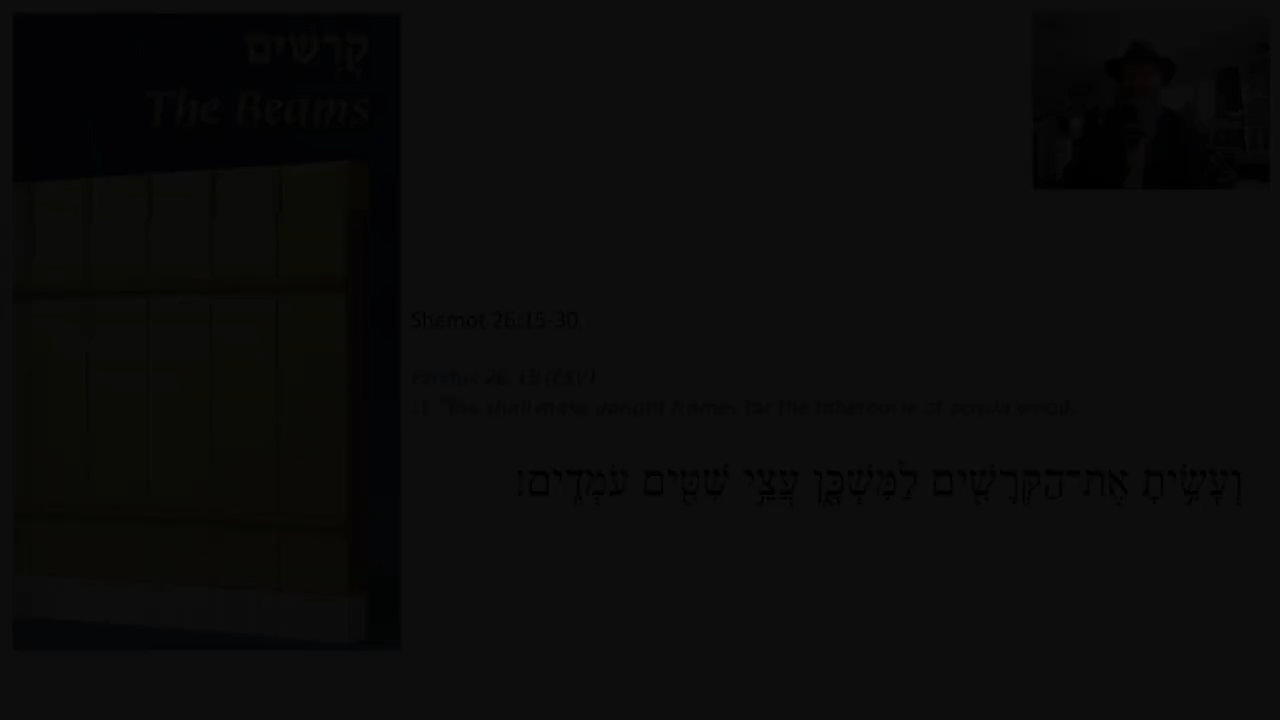 קְרָשִׁים
The Beams
Shemot 26:15-30.
Exodus 26:15 (ESV)
15 "You shall make upright frames for the tabernacle of acacia wood.
וְעָשִׂ֥יתָ אֶת־הַקְּרָשִׁ֖ים לַמִּשְׁכָּ֑ן עֲצֵ֥י שִׁטִּ֖ים עֹמְדִֽים׃